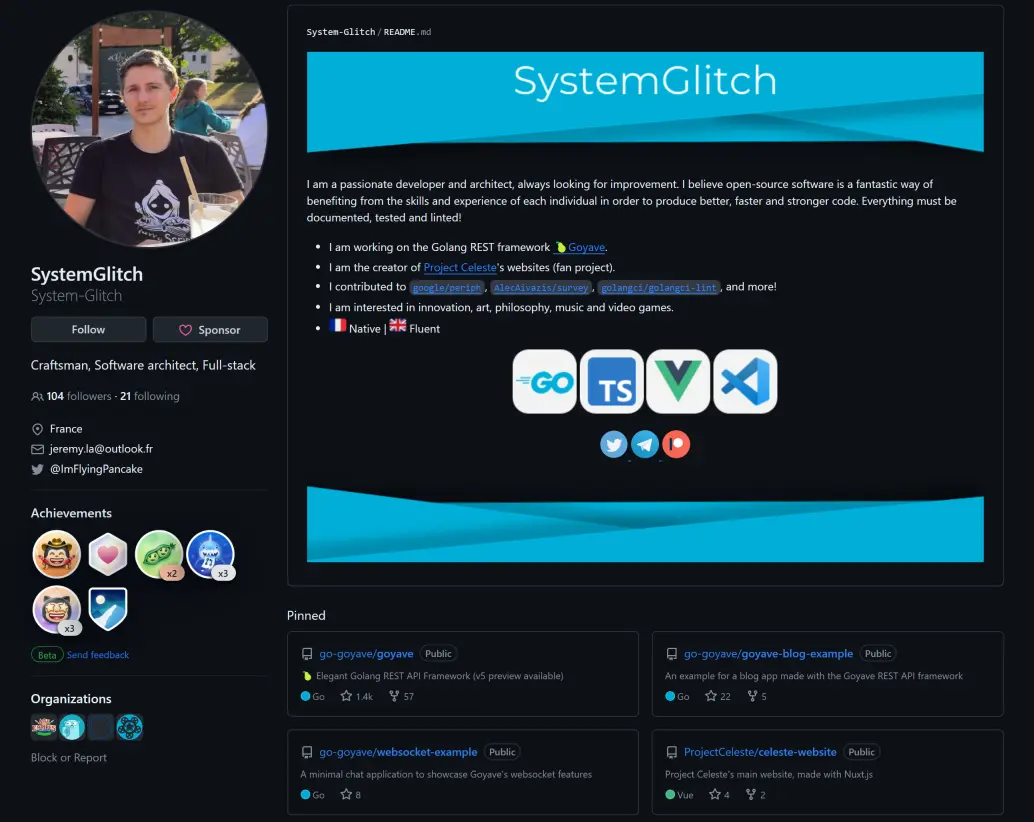 SystemGlitch
System-Glitch
Follow
Sponsor
Craftsman, Software architect, Full-stack
104 followers · 21 following
France
jeremy.la@outlook.fr
@ImFlyingPancake
Achievements
x2
x3
x3
Beta Send feedback
Organizations
Block or Report
System-Glitch / README.md
SystemGlitch
I am a passionate developer and architect, always looking for improvement. I believe open-source software is a fantastic way of
benefiting from the skills and experience of each individual in order to produce better, faster and stronger code. Everything must be
documented, tested and linted!
• I am working on the Golang REST framework 🍐Goyave.
• I am the creator of Project Celeste's websites (fan project).
• I contributed to google/periph, AlecAivazis/survey, golangci/golangci-lint, and more!
• I am interested in innovation, art, philosophy, music and video games.
• 🇫🇷 Native | 🇬🇧 Fluent
GO
TS
Pinned
go-goyave/goyave Public
🍐 Elegant Golang REST API Framework (v5 preview available)
Go 1.4k 57
go-goyave/goyave-blog-example Public
An example for a blog app made with the Goyave REST API framework
Go 22 5
go-goyave/websocket-example Public
A minimal chat application to showcase Goyave's websocket features
Go 8
ProjectCeleste/celeste-website Public
Project Celeste's main website, made with Nuxt.js
Vue 4 2